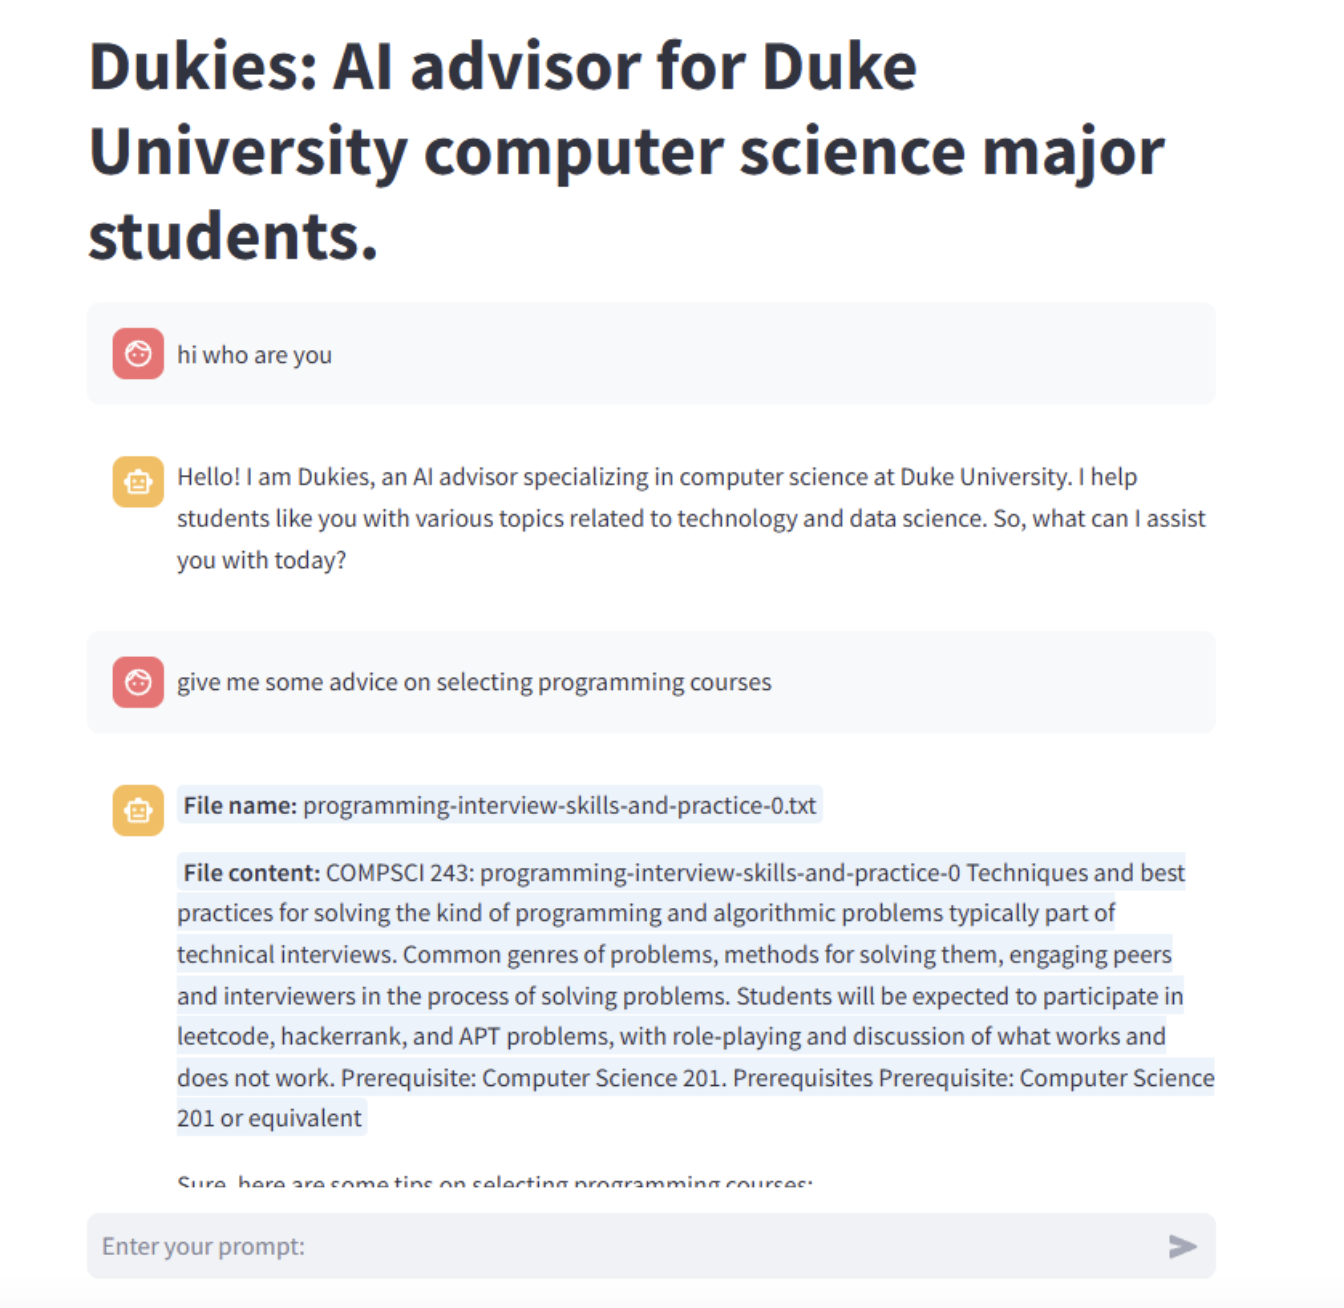 Dukies: AI advisor for Duke
University computer science major
students.
hi who are you
Hello! I am Dukies, an AI advisor specializing in computer science at Duke University. I help
students like you with various topics related to technology and data science. So, what can I assist
you with today?
give me some advice on selecting programming courses
File name: programming-interview-skills-and-practice-0.txt
File content: COMPSCI 243: programming-interview-skills-and-practice-0 Techniques and best
practices for solving the kind of programming and algorithmic problems typically part of
technical interviews. Common genres of problems, methods for solving them, engaging peers
and interviewers in the process of solving problems. Students will be expected to participate in
leetcode, hackerrank, and APT problems, with role-playing and discussion of what works and
does not work. Prerequisite: Computer Science 201. Prerequisites Prerequisite: Computer Science
201 or equivalent
Sure, here are some tips on selecting programming courses:
Enter your prompt: